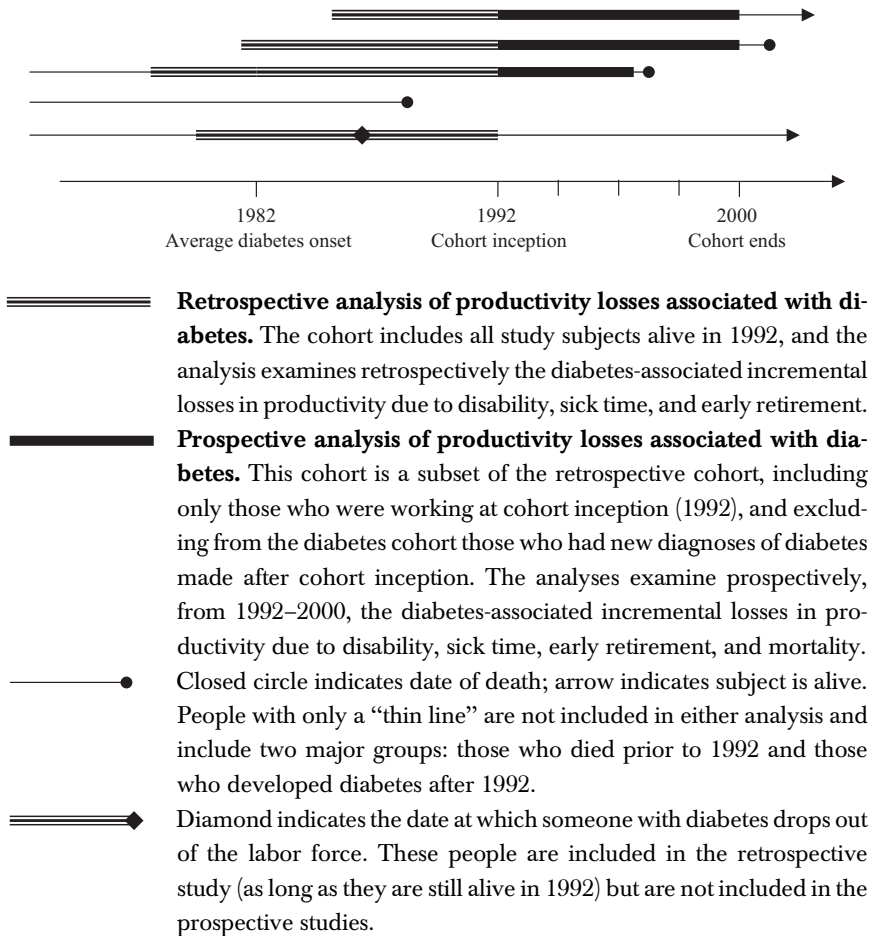 1982
1992
2000
Average diabetes onset
Cohort inception
Cohort ends
Retrospective analysis of productivity losses associated with di-
abetes. The cohort includes all study subjects alive in 1992, and the
analysis examines retrospectively the diabetes-associated incremental
losses in productivity due to disability, sick time, and early retirement.
Prospective analysis of productivity losses associated with dia-
betes. This cohort is a subset of the retrospective cohort, including
only those who were working at cohort inception (1992), and exclud-
ing from the diabetes cohort those who had new diagnoses of diabetes
made after cohort inception. The analyses examine prospectively,
from 1992–2000, the diabetes-associated incremental losses in pro-
ductivity due to disability, sick time, early retirement, and mortality.
Closed circle indicates date of death; arrow indicates subject is alive.
People with only a “thin line” are not included in either analysis and
include two major groups: those who died prior to 1992 and those
who developed diabetes after 1992.
Diamond indicates the date at which someone with diabetes drops out
of the labor force. These people are included in the retrospective
study (as long as they are still alive in 1992) but are not included in the
prospective studies.